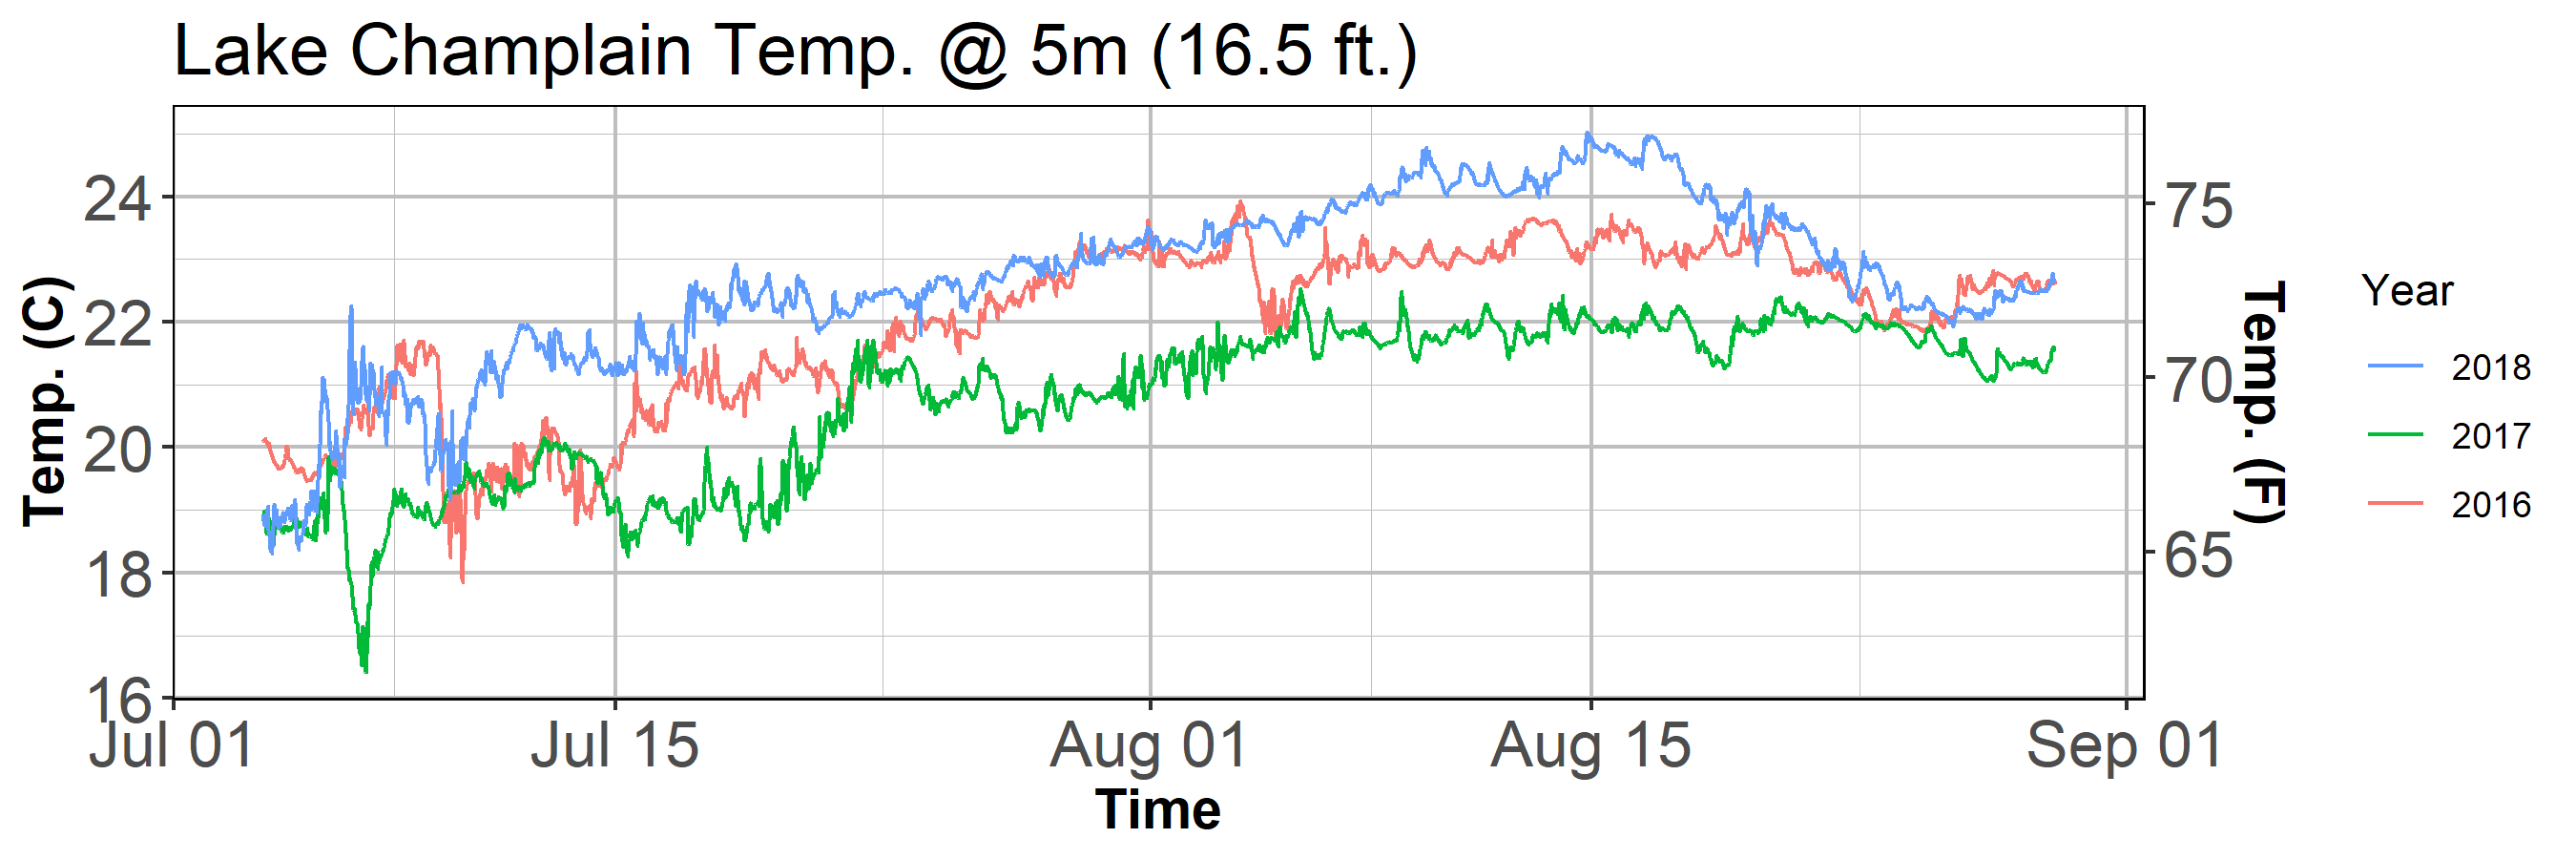 Lake Champlain Temp. @ 5m (16.5 ft.)
Temp. (C)
24
22
20
18
16
75
70
65
Temp. (F)
Jul 01
Jul 15
Aug 01
Aug 15
Sep 01
Time
Year
2018
2017
2016